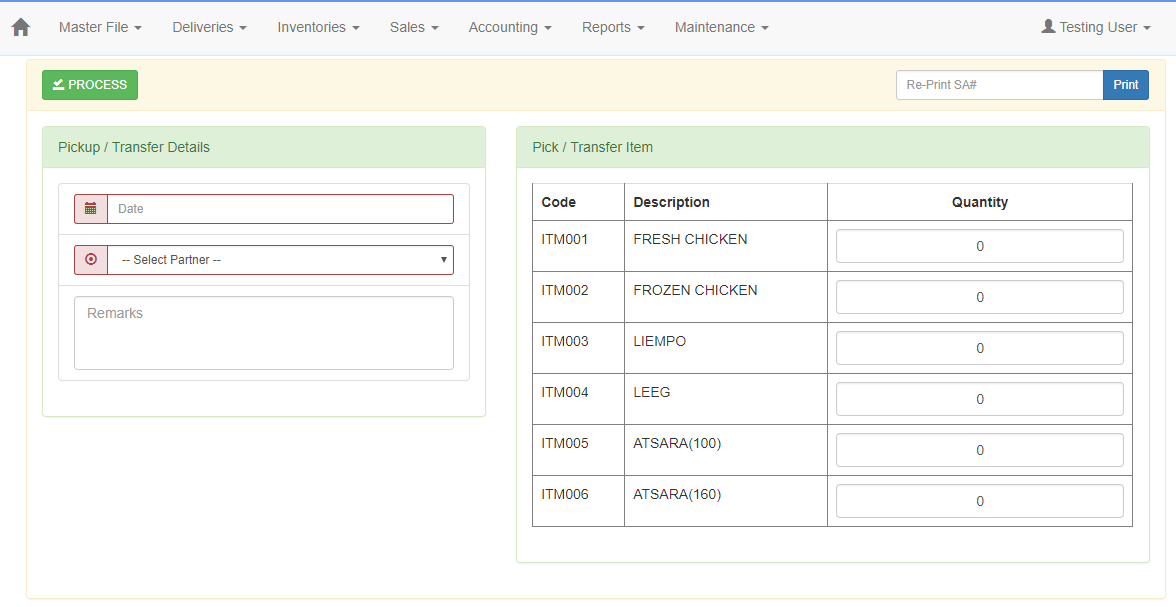 Master File Deliveries Inventories Sales Accounting Reports Maintenance Testing User
PROCESS Re-Print SA# Print
Pickup / Transfer Details
Date
-- Select Partner --
Remarks
Pick / Transfer Item
Code Description Quantity
ITM001 FRESH CHICKEN 0
ITM002 FROZEN CHICKEN 0
ITM003 LIEMPO 0
ITM004 LEEG 0
ITM005 ATSARA(100) 0
ITM006 ATSARA(160) 0